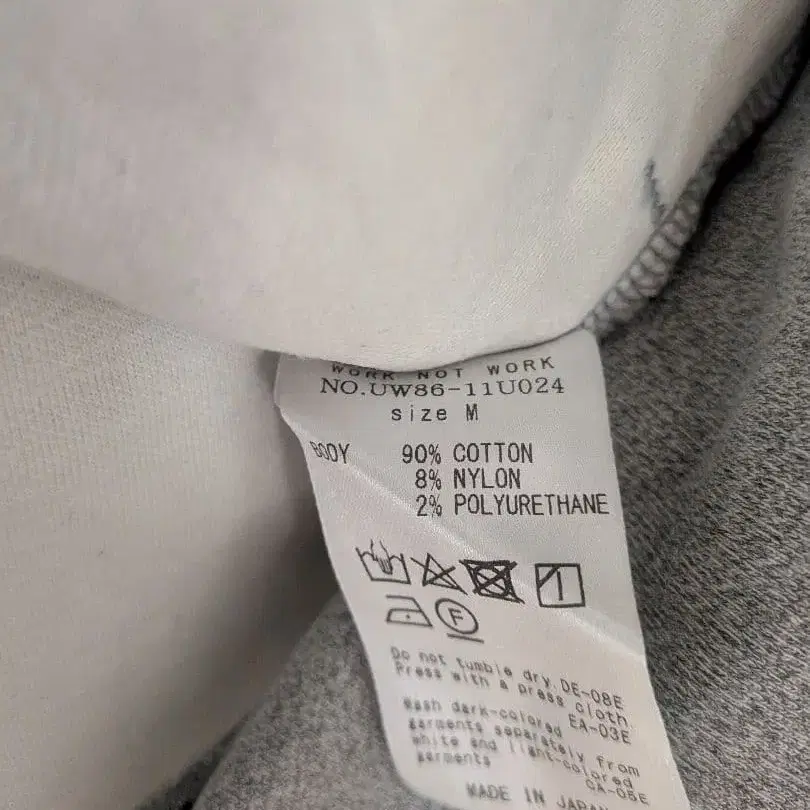 WORK NOT WORK
NO.UW86-11U024
size M
BODY 90% COTTON
8% NYLON
2% POLYURETHANE
F
Do not tumble dry. DE-08E
Press with a press cloth.
EA-03E
Wash dark-colored
garments separately from
white and light-colored
garments CA-05E
MADE IN JAPAN